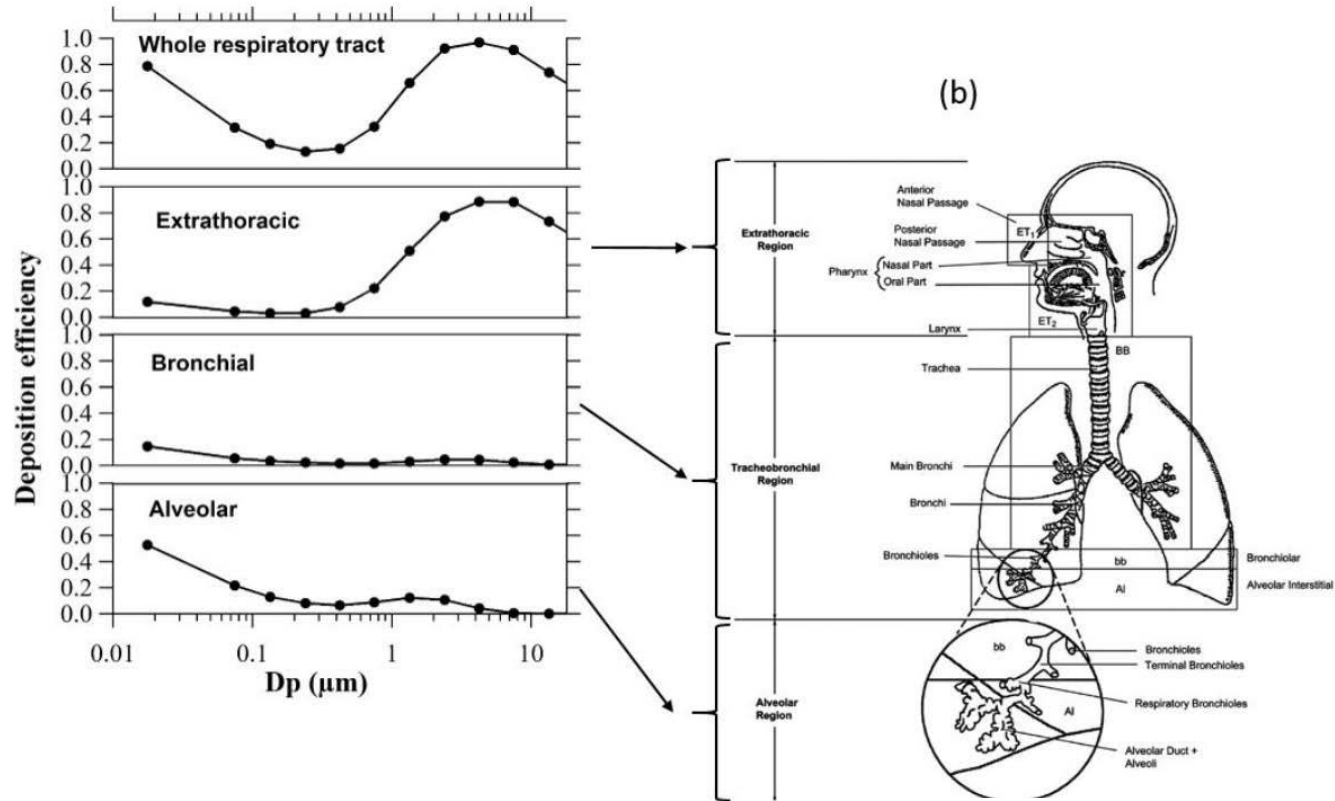 Whole respiratory tract
1.0
0.8
0.6
0.4
0.2
0.0
Extrathoracic
1.0
0.8
0.6
0.4
0.2
0.0
Bronchial
1.0
0.8
0.6
0.4
0.2
0.0
Alveolar
1.0
0.8
0.6
0.4
0.2
0.0
Deposition efficiency
0.01
0.1
1
10
Dp (µm)
(b)
Extrathoracic
Region
Tracheobronchial
Region
Alveolar
Region
Anterior
Nasal Passage
Posterior
Nasal Passage
Pharynx
Nasal Part
Oral Part
Larynx
Trachea
Main Bronchi
Bronchi
Bronchioles
ET1
ET2
BB
bb
Al
Bronchiolar
Alveolar Interstitial
bb
Al
Bronchioles
Terminal Bronchioles
Respiratory Bronchioles
Alveolar Duct +
Alveoli